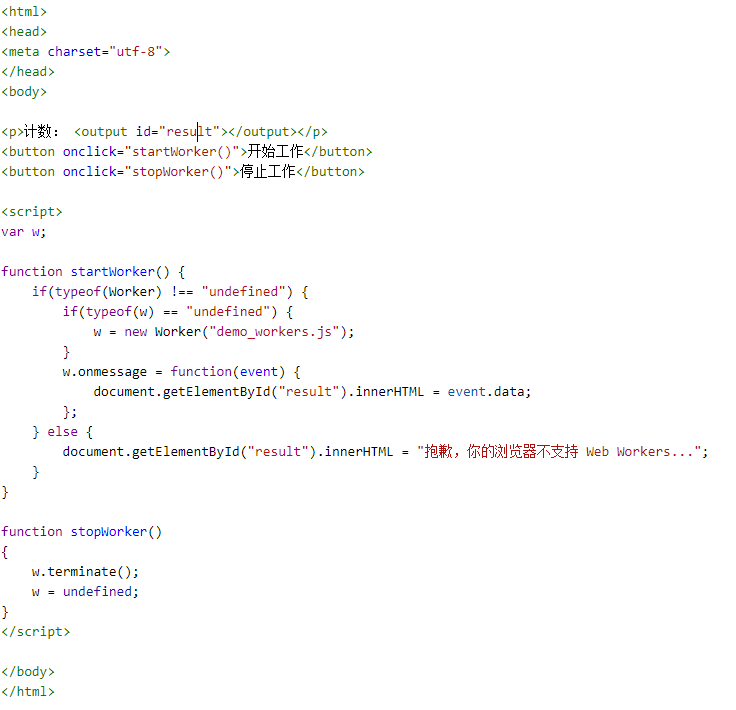 <html>
<head>
<meta charset="utf-8">
</head>
<body>

<p>计数： <output id="result"></output></p>
<button onclick="startWorker()">开始工作</button>
<button onclick="stopWorker()">停止工作</button>

<script>
var w;

function startWorker() {
    if(typeof(Worker) !== "undefined") {
        if(typeof(w) == "undefined") {
            w = new Worker("demo_workers.js");
        }
        w.onmessage = function(event) {
            document.getElementById("result").innerHTML = event.data;
        };
    } else {
        document.getElementById("result").innerHTML = "抱歉，你的浏览器不支持 Web Workers...";
    }
}

function stopWorker()
{
    w.terminate();
    w = undefined;
}
</script>

</body>
</html>